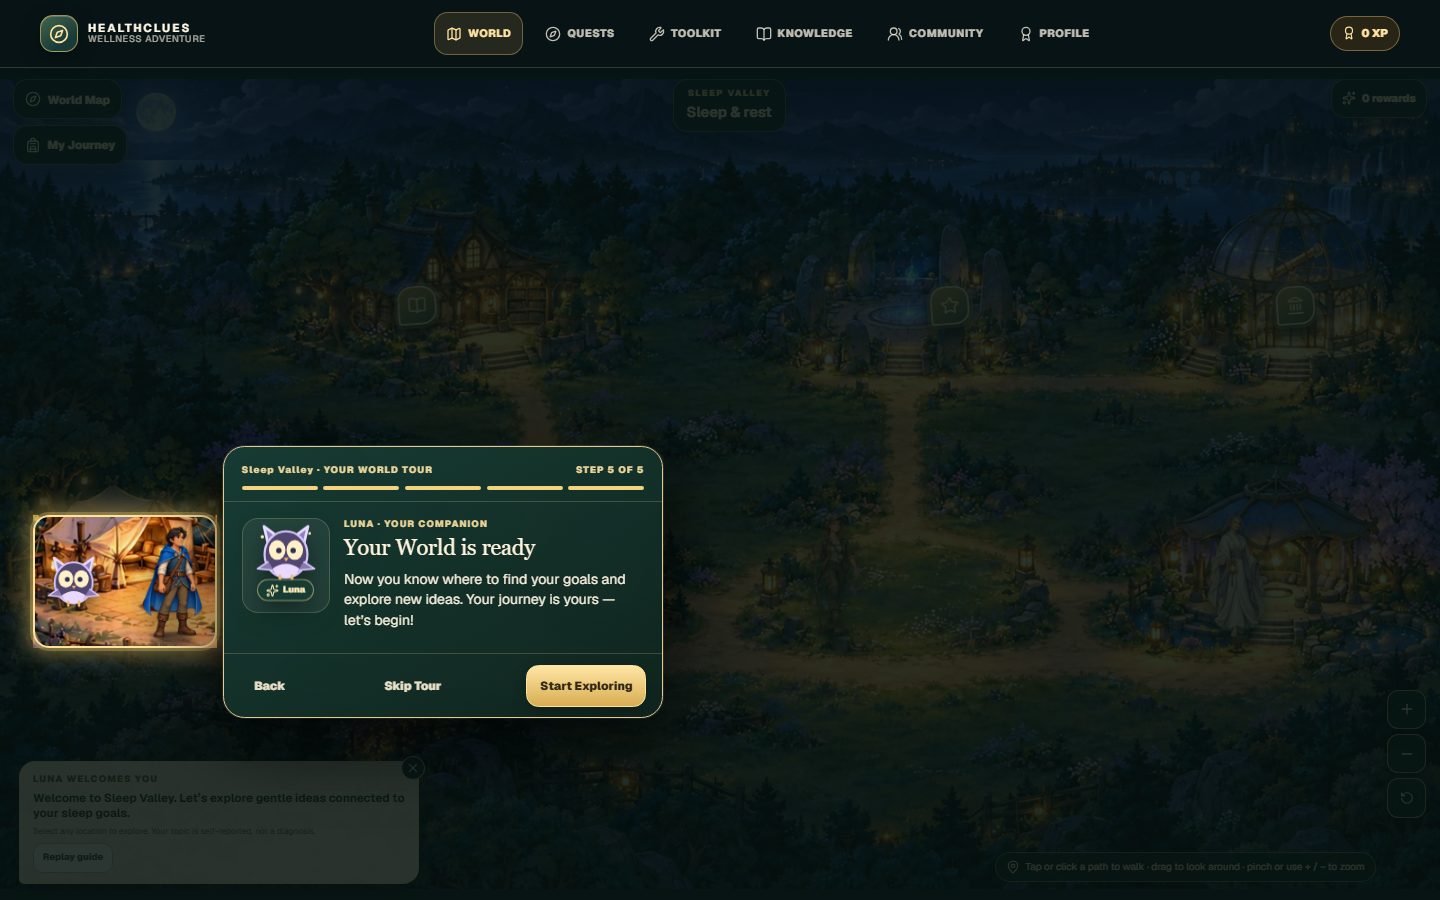 HEALTHCLUES
WELLNESS ADVENTURE
WORLD
QUESTS
TOOLKIT
KNOWLEDGE
COMMUNITY
PROFILE
0 XP
World Map
My Journey
SLEEP VALLEY
Sleep & rest
0 rewards
Sleep Valley · YOUR WORLD TOUR
STEP 5 OF 5
LUNA · YOUR COMPANION
Your World is ready
Now you know where to find your goals and
explore new ideas. Your journey is yours —
let's begin!
Luna
Back
Skip Tour
Start Exploring
LUNA WELCOMES YOU
Welcome to Sleep Valley. Let's explore gentle ideas connected to
your sleep goals.
Select any location to explore. Your topic is self-reported, not a diagnosis.
Replay guide
Tap or click a path to walk · drag to look around · pinch or use + / − to zoom